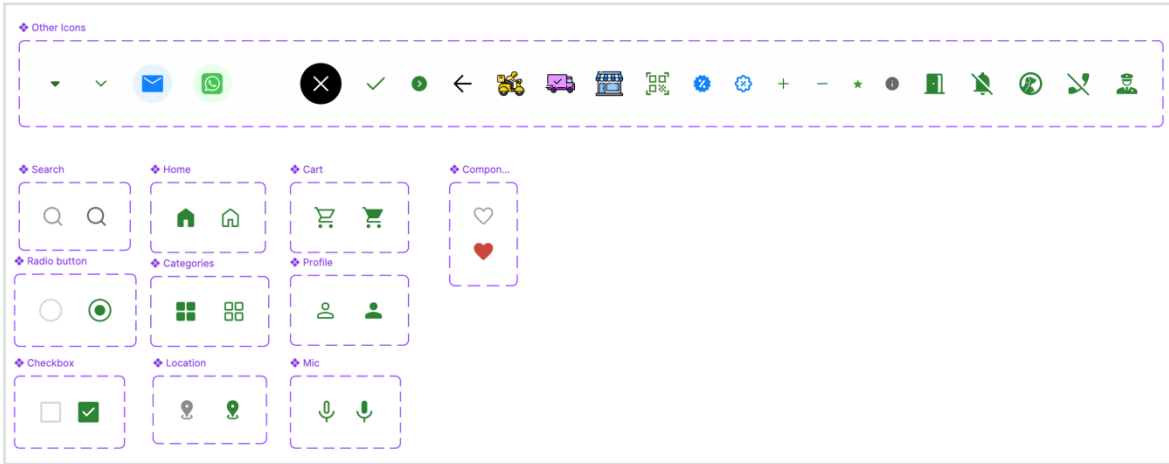 Other Icons
Search
Home
Cart
Compon...
Radio button
Categories
Profile
Checkbox
Location
Mic